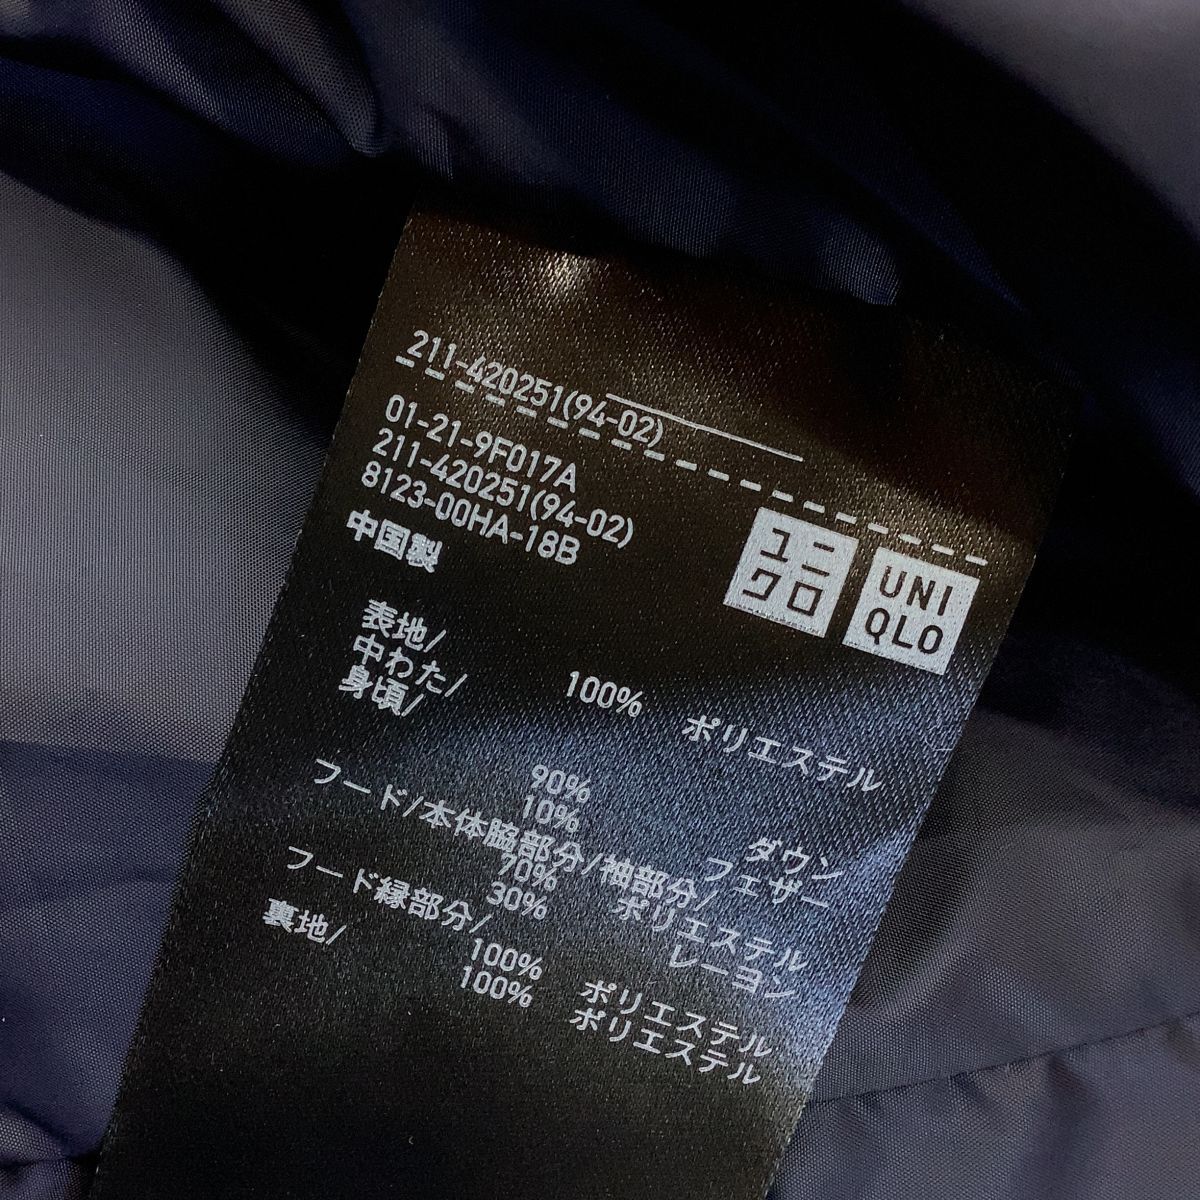 211-420251(94-02)
01-21-9F017A
211-420251(94-02)
8123-00HA-18B
中国製
ユニ
クロ
UNI
QLO
表地/ 100% ポリエステル
中わた/
身頃/
90% ダウン
10% フェザー
フード/本体脇部分/袖部分/
70% ポリエステル
30% レーヨン
フード縁部分/
100% ポリエステル
裏地/ 100% ポリエステル